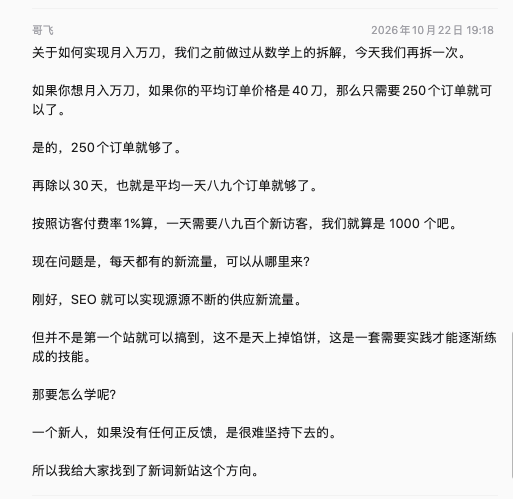 哥飞
2026年10月22日 19:18
关于如何实现月入万刀，我们之前做过从数学上的拆解，今天我们再拆一次。
如果你想月入万刀，如果你的平均订单价格是40刀，那么只需要250个订单就可
以了。
是的，250个订单就够了。
再除以30天，也就是平均一天八九个订单就够了。
按照访客付费率1%算，一天需要八九百个新访客，我们就算是 1000 个吧。
现在问题是，每天都有的新流量，可以从哪里来？
刚好，SEO 就可以实现源源不断的供应新流量。
但并不是第一个站就可以搞到，这不是天上掉馅饼，这是一套需要实践才能逐渐练
成的技能。
那要怎么学呢？
一个新人，如果没有任何正反馈，是很难坚持下去的。
所以我给大家找到了新词新站这个方向。